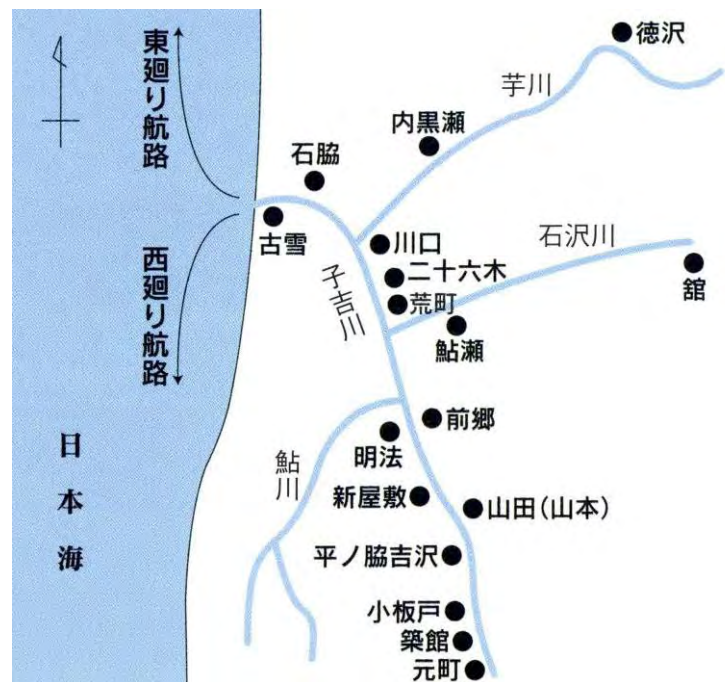 東廻り航路
西廻り航路
日本海
徳沢
芋川
内黒瀬
石脇
古雪
川口
石沢川
二十六木
子吉川
荒町
舘
鮎瀬
前郷
明法
鮎川
新屋敷
山田(山本)
平ノ脇吉沢
小板戸
築館
元町